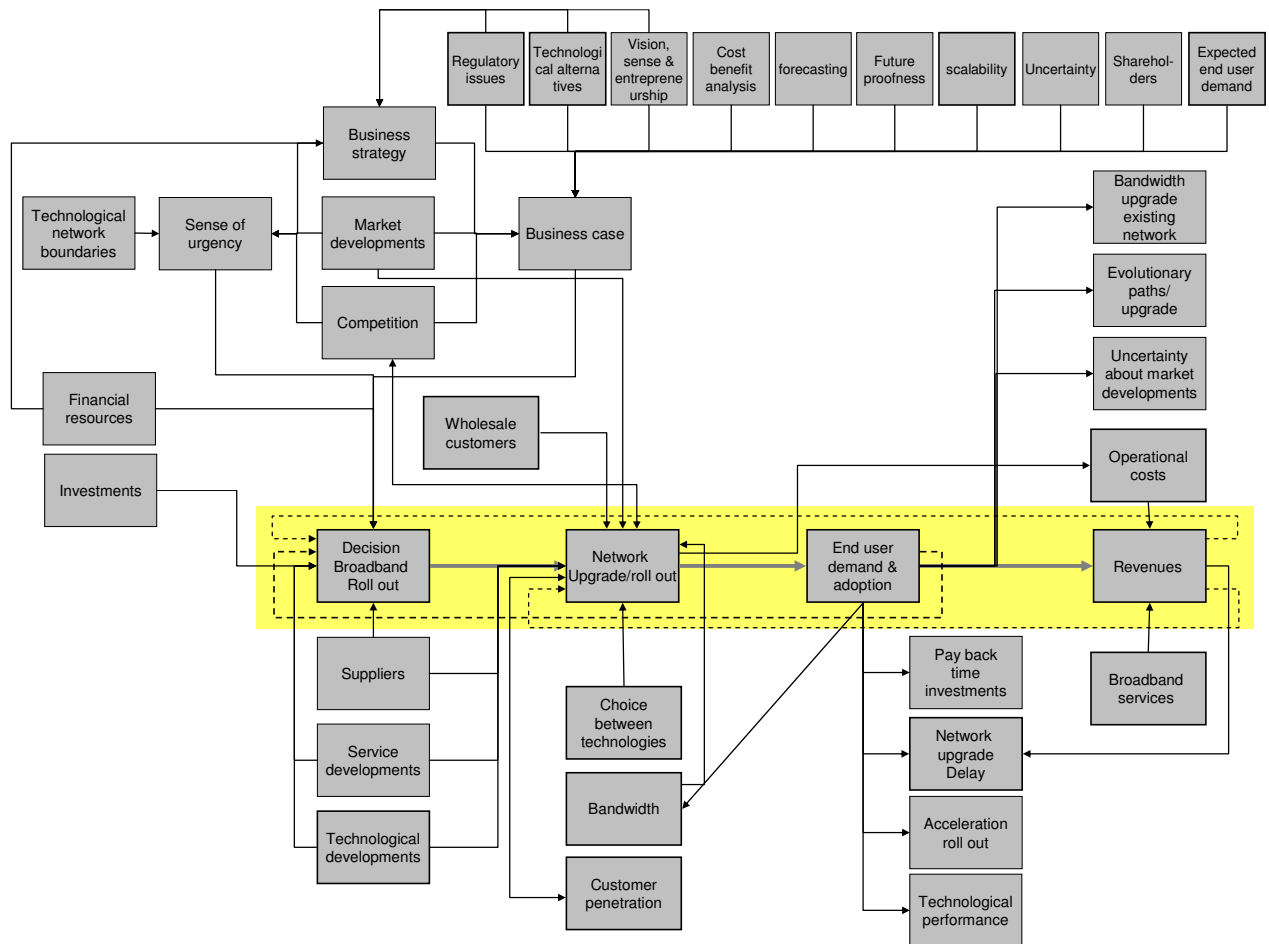 Regulatory
issues
Technologi
cal alterna
tives
Vision,
sense &
entreprene
urship
Cost
benefit
analysis
forecasting
Future
proofness
scalability
Uncertainty
Sharehol-
ders
Expected
end user
demand
Business
strategy
Technological
network
boundaries
Sense of
urgency
Market
developments
Business case
Bandwidth
upgrade
existing
network
Competition
Evolutionary
paths/
upgrade
Uncertainty
about market
developments
Financial
resources
Wholesale
customers
Operational
costs
Investments
Decision
Broadband
Roll out
Network
Upgrade/roll out
End user
demand &
adoption
Revenues
Suppliers
Choice
between
technologies
Pay back
time
investments
Broadband
services
Service
developments
Network
upgrade
Delay
Bandwidth
Technological
developments
Acceleration
roll out
Customer
penetration
Technological
performance